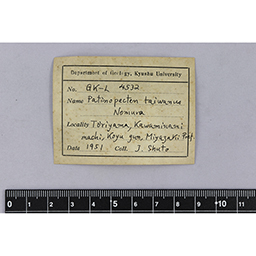 Department of Geology, Kyushu University
No. GK-L 4532
Name Patinopecten taiwanus
Nomura
Locality Toriyama, Kawaminami
machi, Koyu gun, Miyazaki Pref.
Date 1951 Coll. T. Shuto
0 1 2 3 4 5 6 7 8 9 10 11